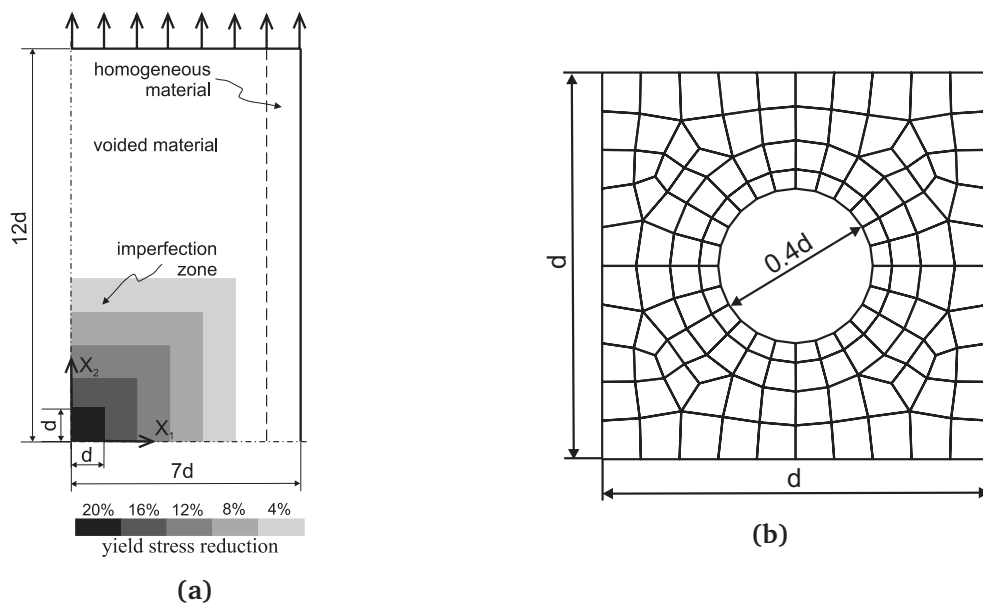 homogeneous
material
voided material
12d
imperfection
zone
X2
d
X1
d
7d
20% 16% 12% 8% 4%
yield stress reduction
(a)
d
0.4d
d
(b)